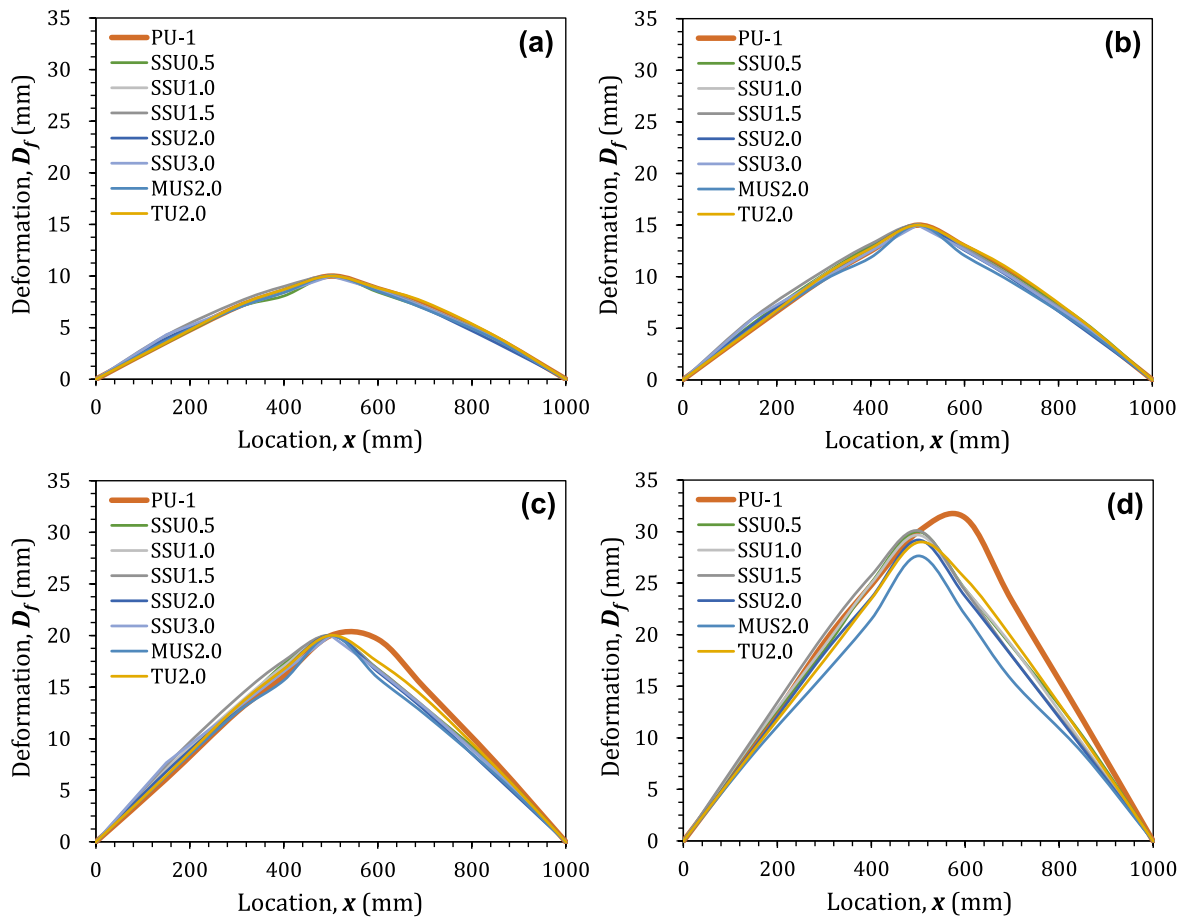 (a)
Deformation, D_f (mm)
35
30
25
20
15
10
5
0
PU-1
SSU0.5
SSU1.0
SSU1.5
SSU2.0
SSU3.0
MUS2.0
TU2.0
0 200 400 600 800 1000
Location, x (mm)
(b)
Deformation, D_f (mm)
35
30
25
20
15
10
5
0
PU-1
SSU0.5
SSU1.0
SSU1.5
SSU2.0
SSU3.0
MUS2.0
TU2.0
0 200 400 600 800 1000
Location, x (mm)
(c)
Deformation, D_f (mm)
35
30
25
20
15
10
5
0
PU-1
SSU0.5
SSU1.0
SSU1.5
SSU2.0
SSU3.0
MUS2.0
TU2.0
0 200 400 600 800 1000
Location, x (mm)
(d)
Deformation, D_f (mm)
35
30
25
20
15
10
5
0
PU-1
SSU0.5
SSU1.0
SSU1.5
SSU2.0
MUS2.0
TU2.0
0 200 400 600 800 1000
Location, x (mm)